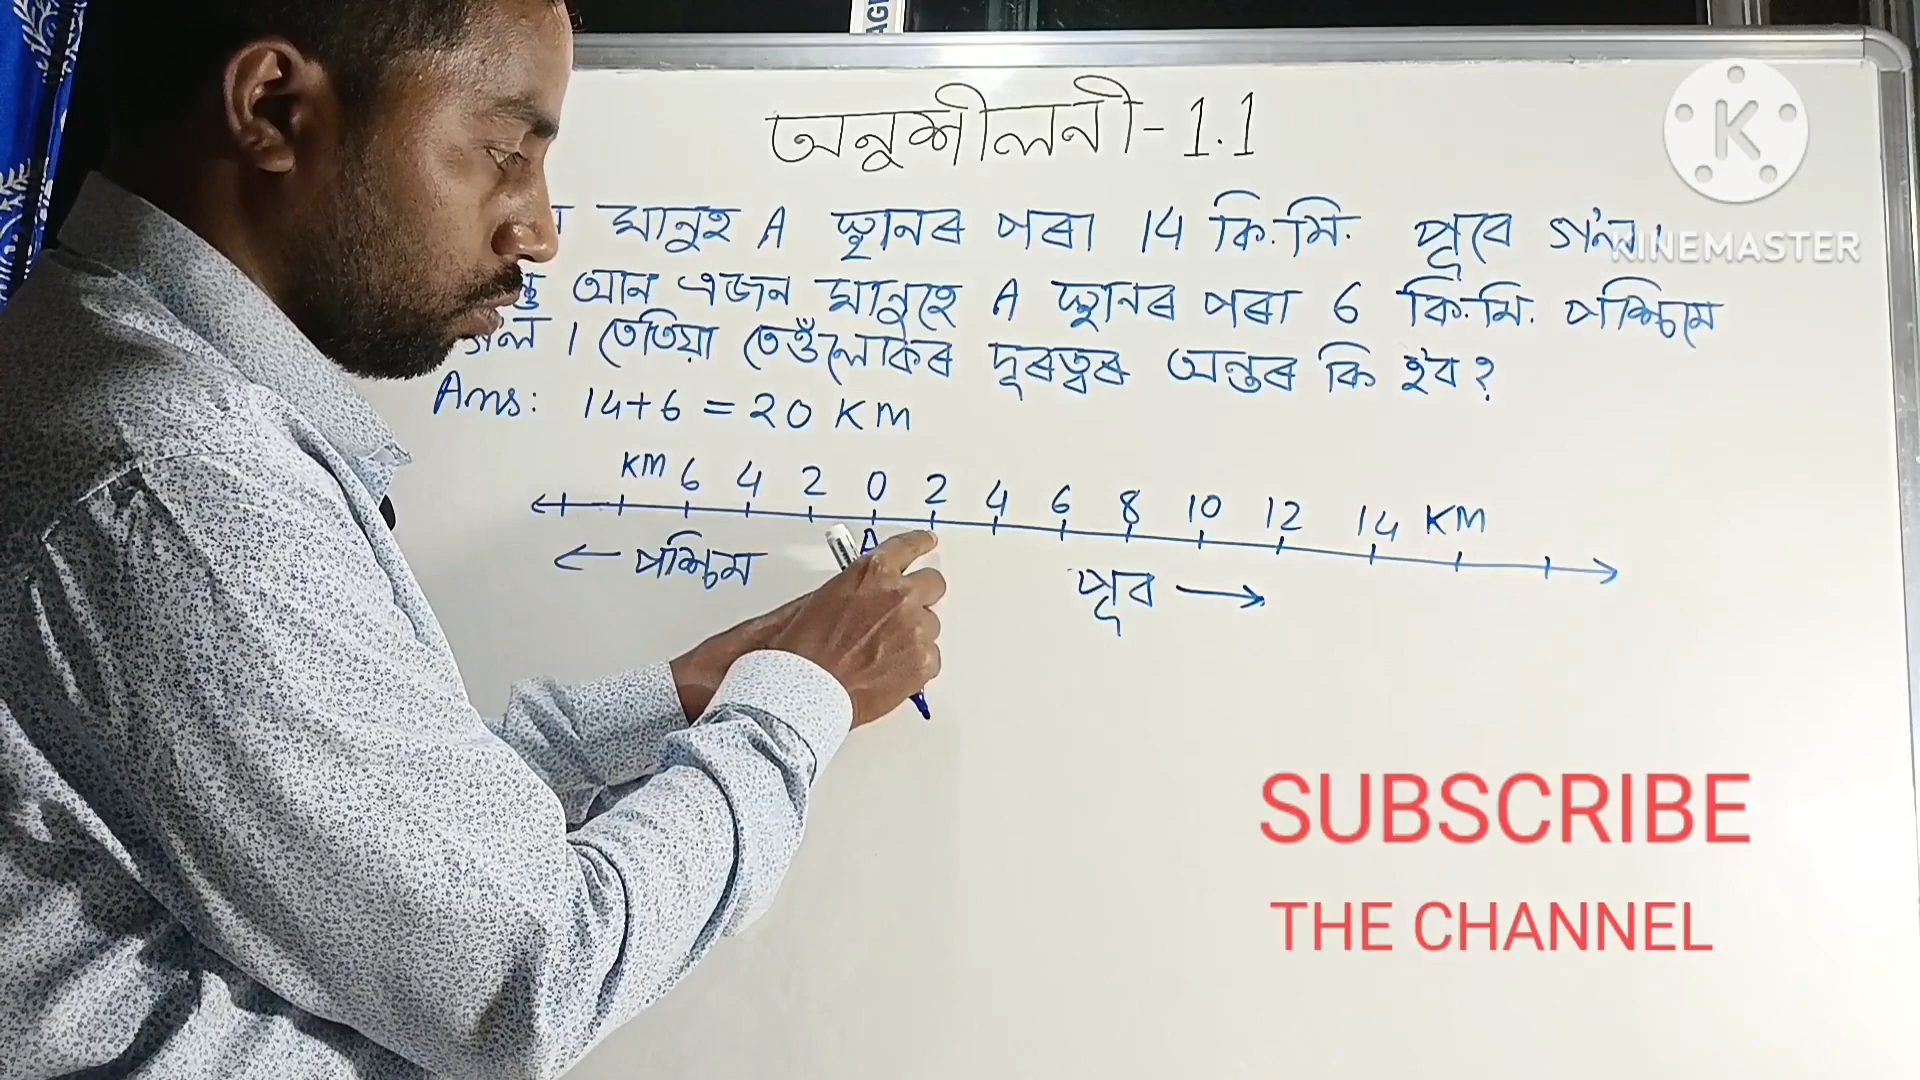 অনুশীলনী - 1.1
মানুহ A স্থানৰ পৰা 14 কি.মি. পূবে গ'ল।
আন এজন মানুহে A স্থানৰ পৰা 6 কি.মি. পশ্চিমে
গ'ল। তেতিয়া তেওঁলোকৰ দূৰত্বৰ অন্তৰ কি হ'ব?
Ans: 14+6 = 20 KM
KM 6 4 2 0 2 4 6 8 10 12 14 KM
A
← পশ্চিম
পূব →
KINEMASTER
K
SUBSCRIBE
THE CHANNEL